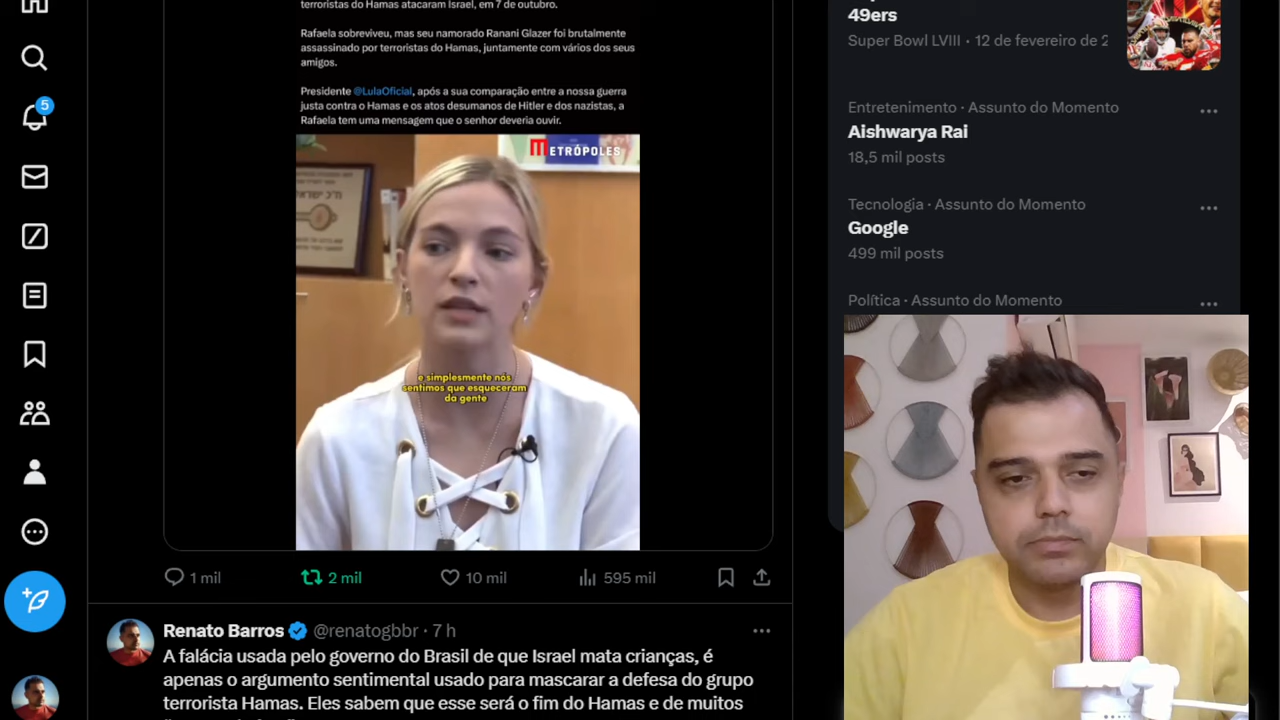 terroristas do Hamas atacaram Israel, em 7 de outubro.
Rafaela sobreviveu, mas seu namorado Ranani Glazer foi brutalmente
assassinado por terroristas do Hamas, juntamente com vários dos seus
amigos.
Presidente @LulaOficial, após a sua comparação entre a nossa guerra
justa contra o Hamas e os atos desumanos de Hitler e dos nazistas, a
Rafaela tem uma mensagem que o senhor deveria ouvir.
METRÓPOLES
e simplesmente nós
sentimos que esqueceram
da gente
1 mil
2 mil
10 mil
595 mil
Renato Barros @renatogbbr · 7 h
A falácia usada pelo governo do Brasil de que Israel mata crianças, é
apenas o argumento sentimental usado para mascarar a defesa do grupo
terrorista Hamas. Eles sabem que esse será o fim do Hamas e de muitos
5
49ers
Super Bowl LVIII · 12 de fevereiro de 2
Entretenimento · Assunto do Momento
Aishwarya Rai
18,5 mil posts
Tecnologia · Assunto do Momento
Google
499 mil posts
Política · Assunto do Momento